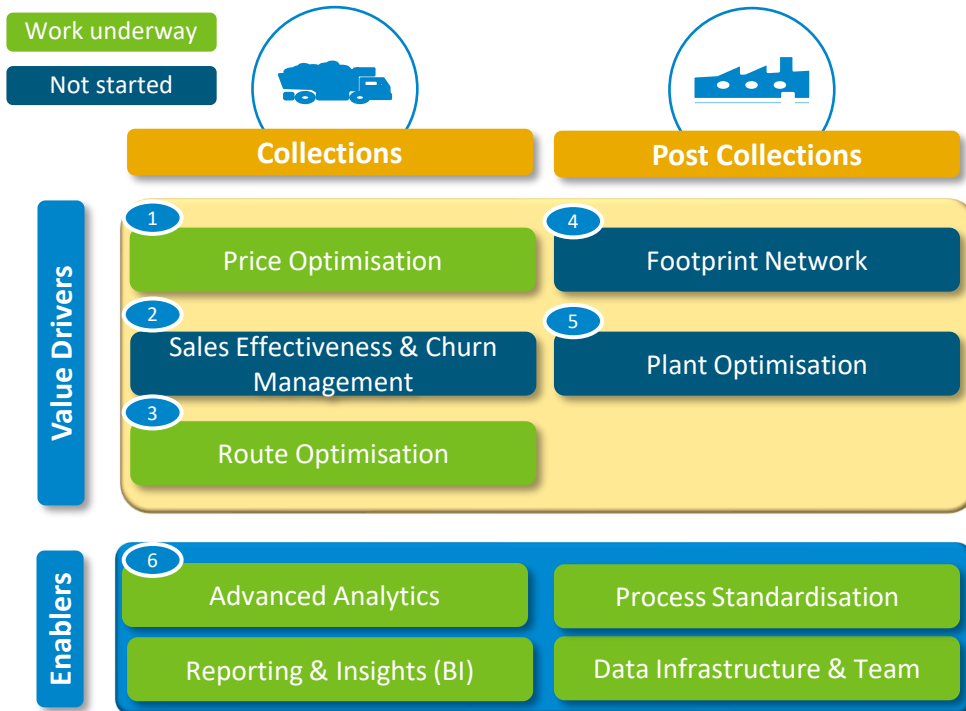 Work underway
Not started
Collections
Post Collections
Value Drivers
1
Price Optimisation
4
Footprint Network
2
Sales Effectiveness & Churn
Management
5
Plant Optimisation
3
Route Optimisation
Enablers
6
Advanced Analytics
Process Standardisation
Reporting & Insights (BI)
Data Infrastructure & Team